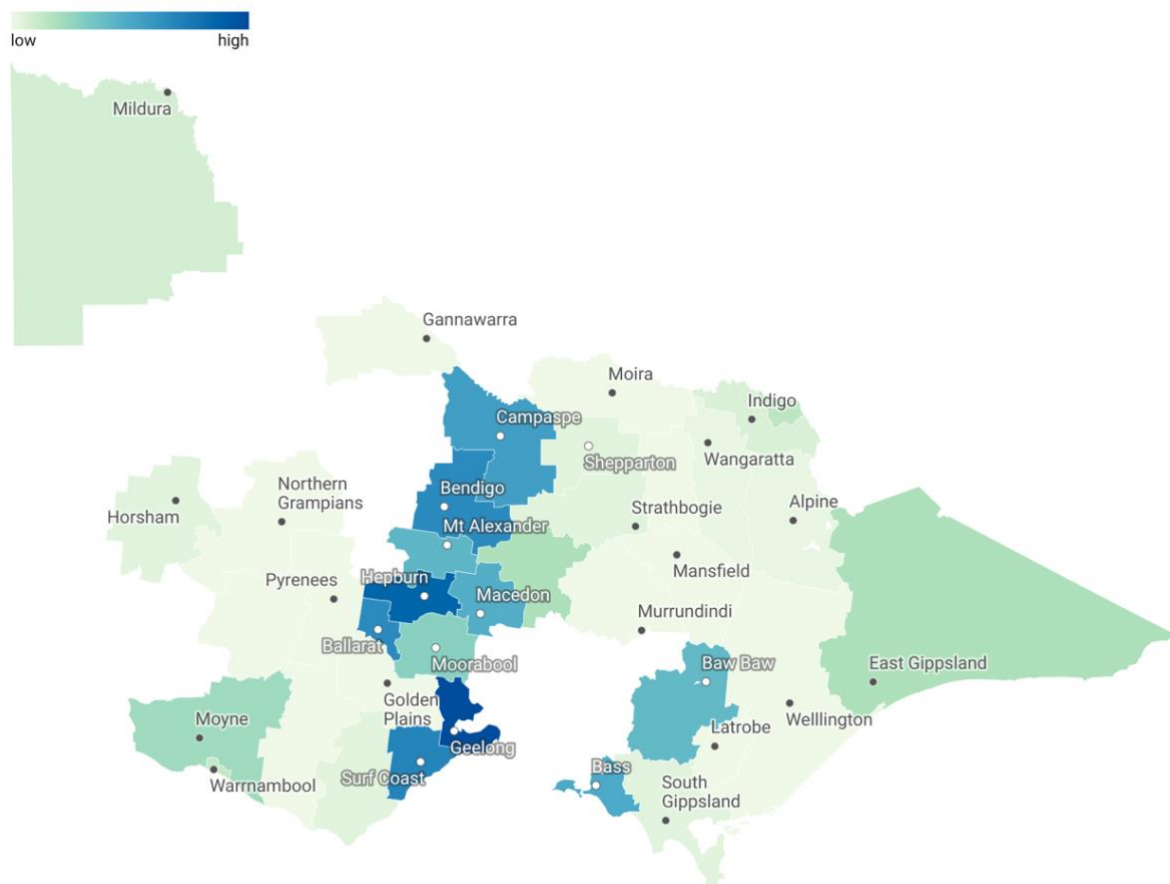 low high
Mildura
Gannawarra
Moira
Indigo
Campaspe
Shepparton
Wangaratta
Northern
Grampians
Bendigo
Horsham
Strathbogie
Alpine
Mt Alexander
Mansfield
Pyrenees
Hepburn
Macedon
Murrundindi
Ballarat
Moorabool
Baw Baw
East Gippsland
Golden
Plains
Moyne
Welllington
Latrobe
Geelong
Surf Coast
Warrnambool
Bass
South
Gippsland